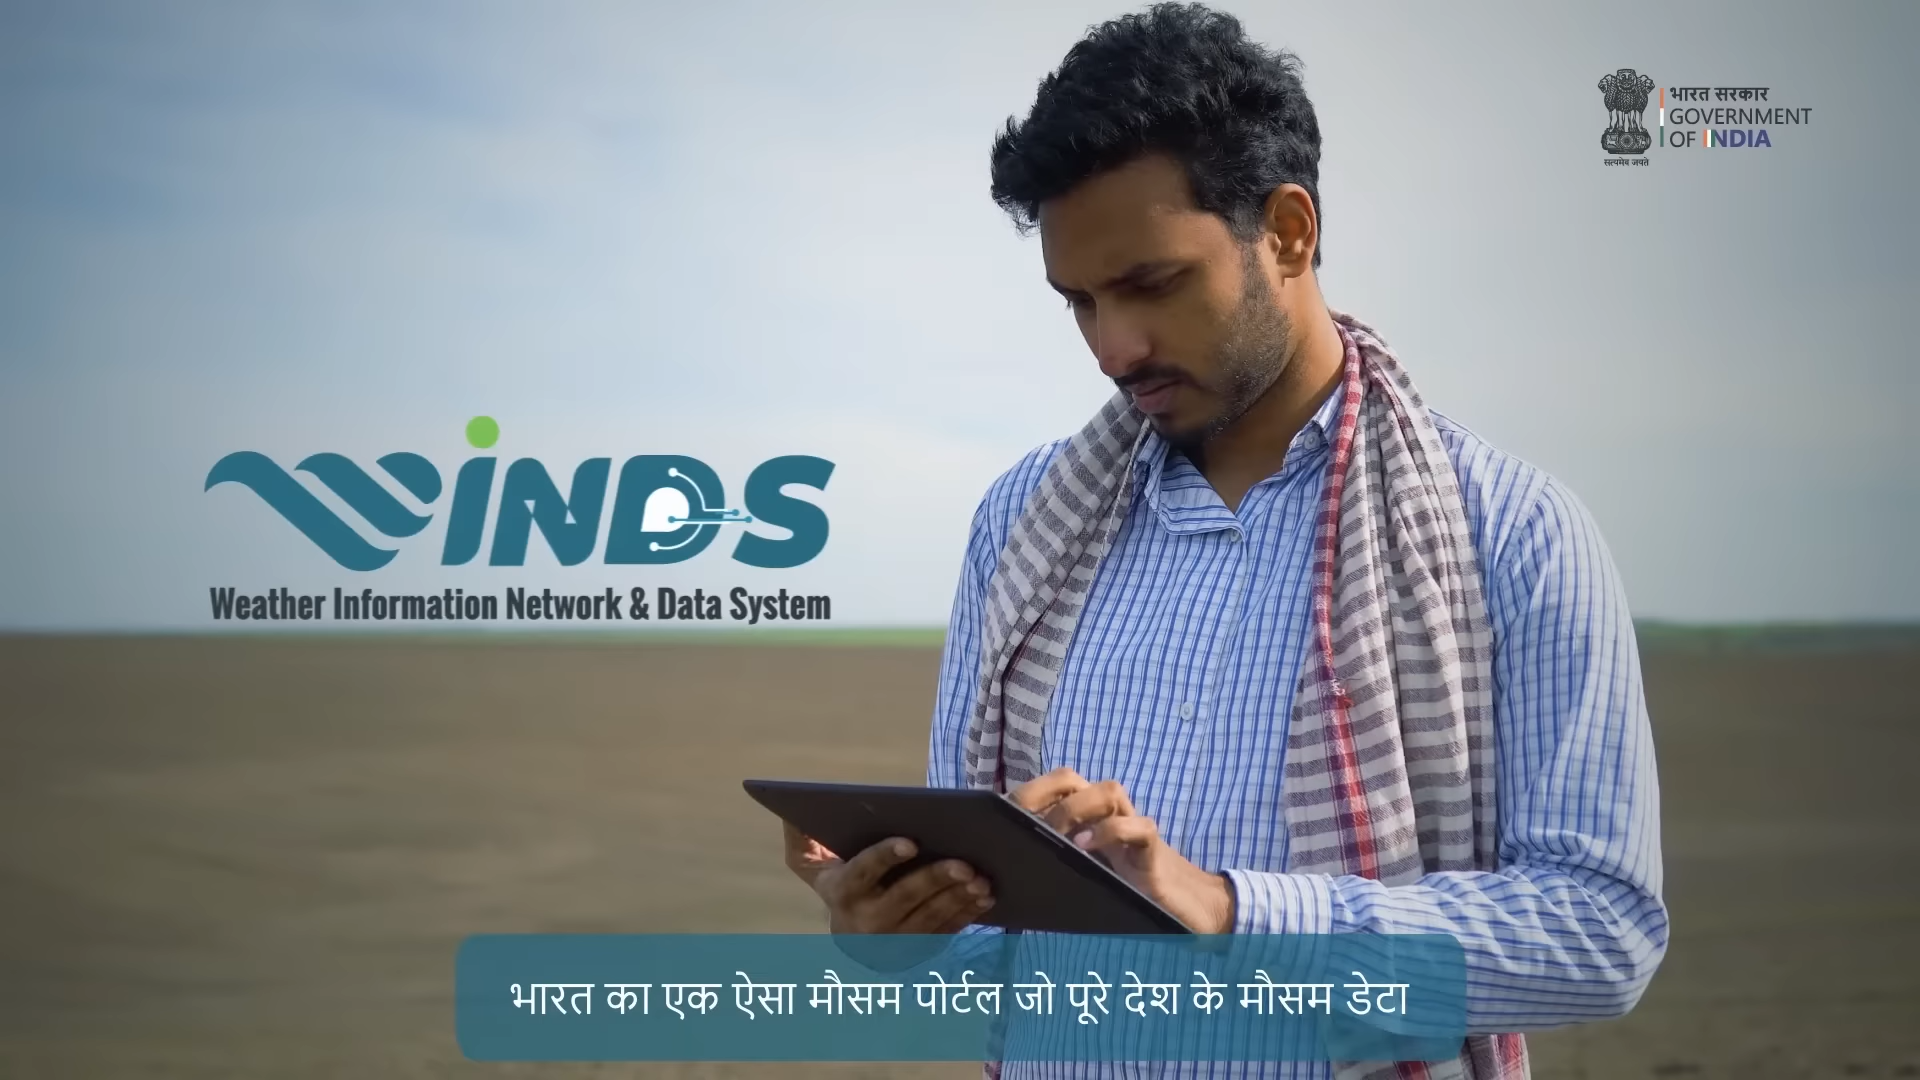 भारत सरकार
GOVERNMENT
OF INDIA
सत्यमेव जयते
WiNDS
Weather Information Network & Data System
भारत का एक ऐसा मौसम पोर्टल जो पूरे देश के मौसम डेटा